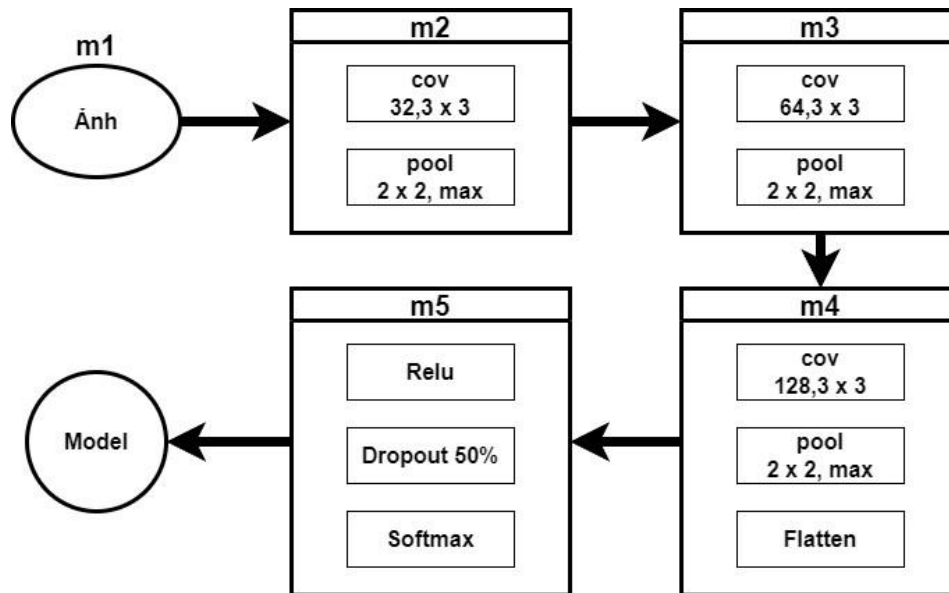 m1
Ảnh
m2
cov
32,3 x 3
pool
2 x 2, max
m3
cov
64,3 x 3
pool
2 x 2, max
m4
cov
128,3 x 3
pool
2 x 2, max
Flatten
m5
Relu
Dropout 50%
Softmax
Model